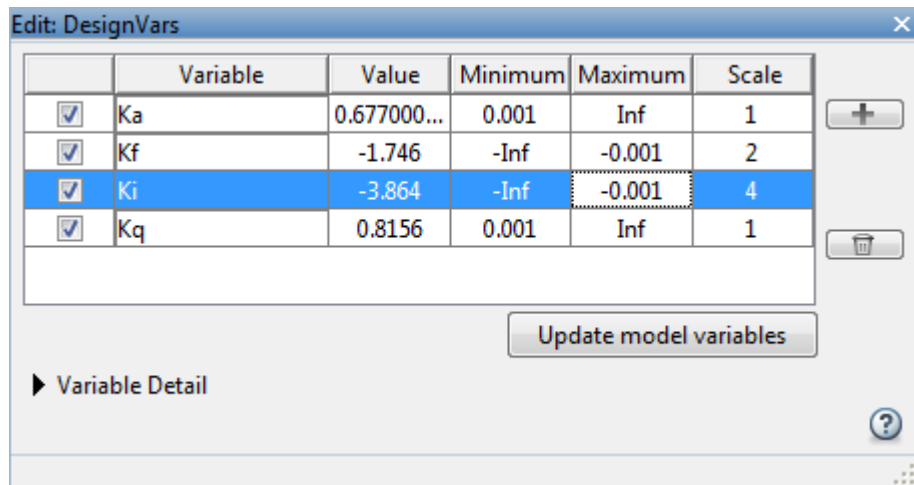 Edit: DesignVars
Variable Value Minimum Maximum Scale
Ka 0.677000... 0.001 Inf 1
Kf -1.746 -Inf -0.001 2
Ki -3.864 -Inf -0.001 4
Kq 0.8156 0.001 Inf 1
Update model variables
Variable Detail